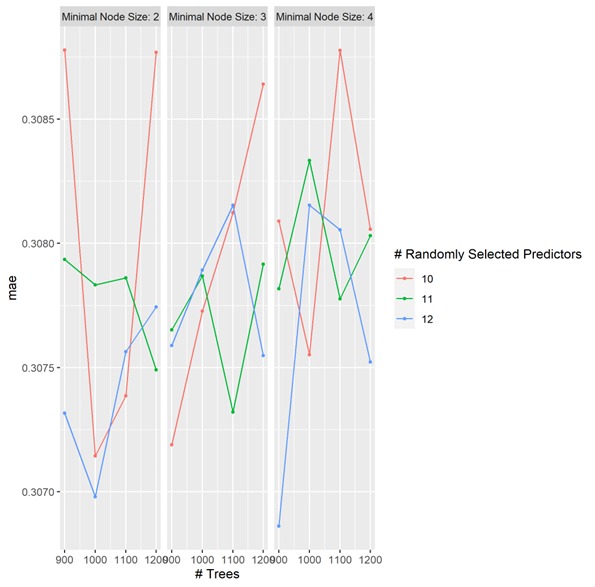 Minimal Node Size: 2 Minimal Node Size: 3 Minimal Node Size: 4
0.3085
0.3080
0.3075
0.3070
mae
# Randomly Selected Predictors
10
11
12
900 1000 1100 1200 900 1000 1100 1200 900 1000 1100 1200
# Trees